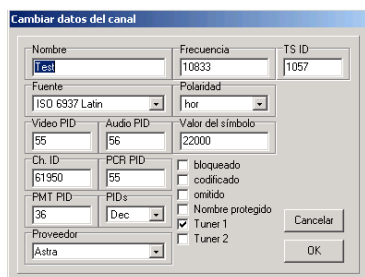 Cambiar datos del canal
Nombre Frecuencia TS ID
Test 10833 1057
Fuente Polaridad
ISO 6937 Latin hor
Video PID Audio PID Valor del símbolo
55 56 22000
Ch. ID PCR PID bloqueado
61950 55 codificado
PMT PID PIDs omitido
36 Dec Nombre protegido
Proveedor Tuner 1 Cancelar
Astra Tuner 2 OK